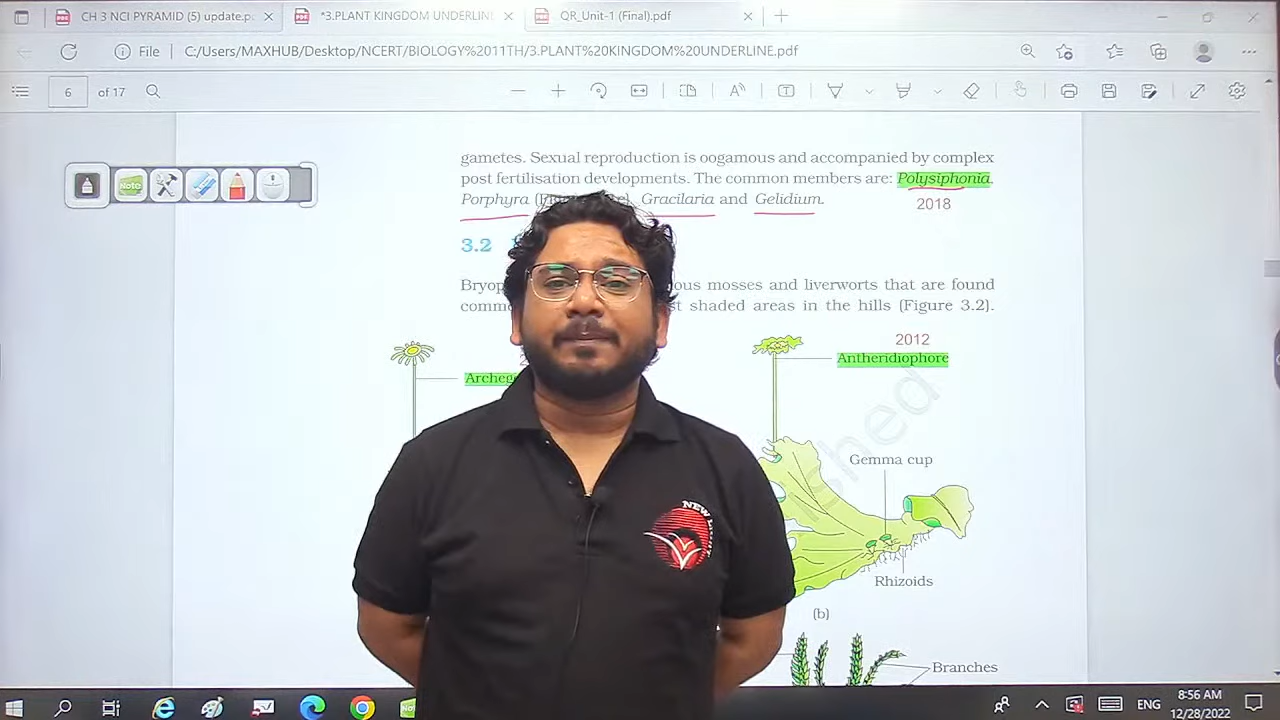 CH 3 NCI PYRAMID (5) update.p
*3.PLANT KINGDOM UNDERLINE
QR_Unit-1 (Final).pdf
File
C:/Users/MAXHUB/Desktop/NCERT/BIOLOGY%2011TH/3.PLANT%20KINGDOM%20UNDERLINE.pdf
6 of 17
gametes. Sexual reproduction is oogamous and accompanied by complex
post fertilisation developments. The common members are: Polysiphonia,
Porphyra Gracilaria and Gelidium.
2018
3.2
mosses and liverworts that are found
shaded areas in the hills (Figure 3.2).
2012
Antheridiophore
Gemma cup
Rhizoids
(b)
Branches
Note
NEW
ENG
8:56 AM
12/28/2022